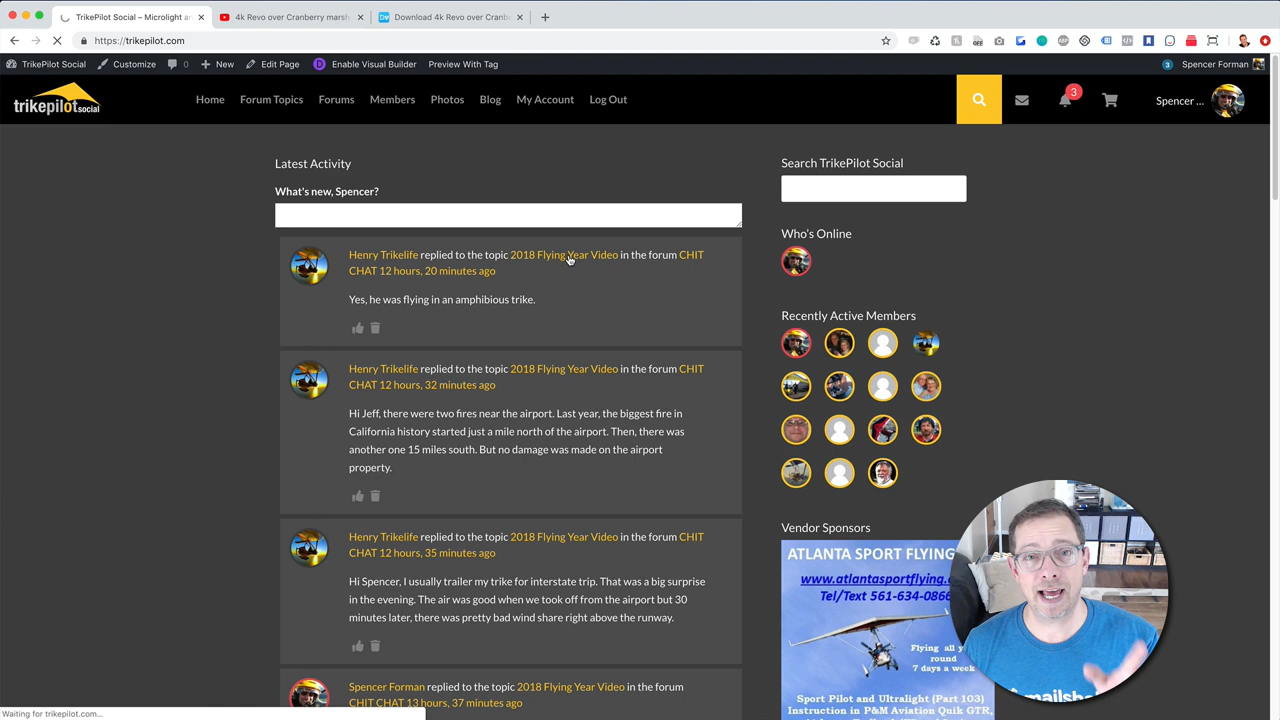 TrikePilot Social – Microlight an
4k Revo over Cranberry marsh
Download 4k Revo over Cranbe
https://trikepilot.com
TrikePilot Social
Customize
0
New
Edit Page
Enable Visual Builder
Preview With Tag
3
Spencer Forman
trikepilot social
Home
Forum Topics
Forums
Members
Photos
Blog
My Account
Log Out
3
Spencer ...
Latest Activity
What's new, Spencer?
Henry Trikelife replied to the topic 2018 Flying Year Video in the forum CHIT
CHAT 12 hours, 20 minutes ago
Yes, he was flying in an amphibious trike.
Henry Trikelife replied to the topic 2018 Flying Year Video in the forum CHIT
CHAT 12 hours, 32 minutes ago
Hi Jeff, there were two fires near the airport. Last year, the biggest fire in
California history started just a mile north of the airport. Then, there was
another one 15 miles south. But no damage was made on the airport
property.
Henry Trikelife replied to the topic 2018 Flying Year Video in the forum CHIT
CHAT 12 hours, 35 minutes ago
Hi Spencer, I usually trailer my trike for interstate trip. That was a big surprise
in the evening. The air was good when we took off from the airport but 30
minutes later, there was pretty bad wind share right above the runway.
Spencer Forman replied to the topic 2018 Flying Year Video in the forum
CHIT CHAT 13 hours, 37 minutes ago
Search TrikePilot Social
Who's Online
Recently Active Members
Vendor Sponsors
ATLANTA SPORT FLYING
www.atlantasportflying.
Tel/Text 561-634-0866
Flying all y
round
7 days a week
Sport Pilot and Ultralight (Part 103)
Instruction in P&M Aviation Quik GTR,
Waiting for trikepilot.com...